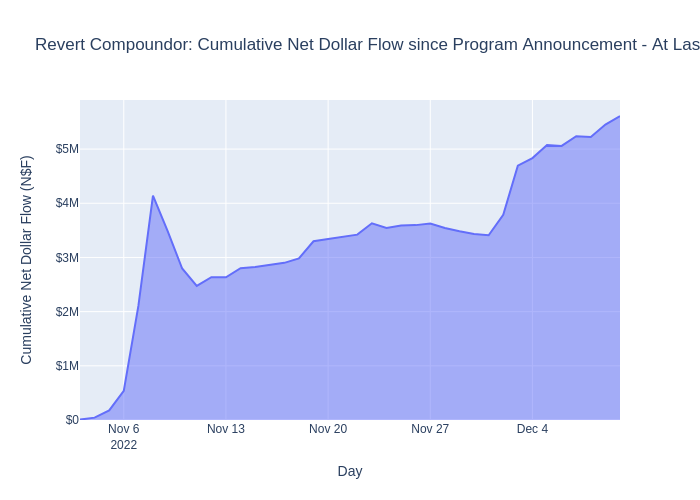 Revert Compoundor: Cumulative Net Dollar Flow since Program Announcement - At Las
Cumulative Net Dollar Flow (N$F)
$5M
$4M
$3M
$2M
$1M
$0
Nov 6 Nov 13 Nov 20 Nov 27 Dec 4
2022
Day